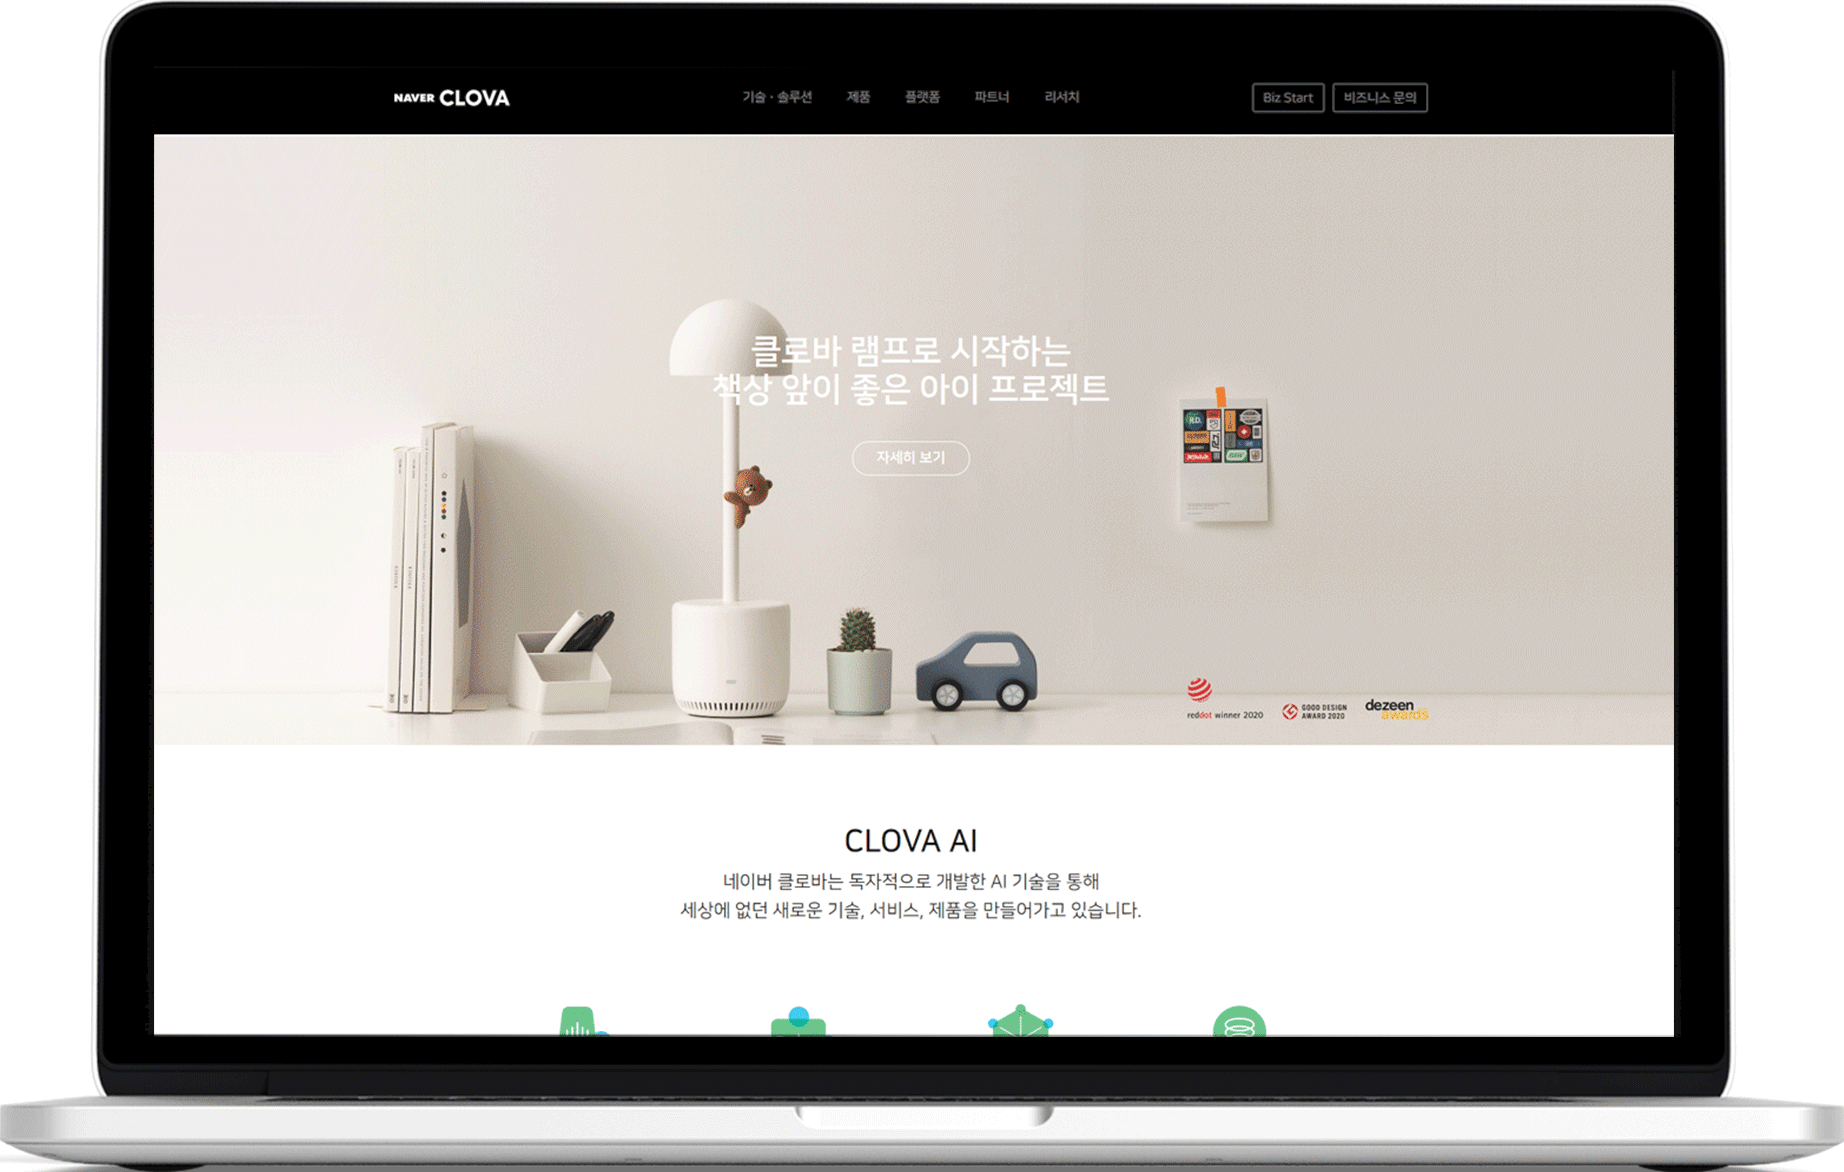 NAVER CLOVA
기술 · 솔루션 제품 플랫폼 파트너 리서치
Biz Start 비즈니스 문의
클로바 램프로 시작하는
책상 앞이 좋은 아이 프로젝트
자세히 보기
R.D.
reddot winner 2020
GOOD DESIGN
AWARD 2020
dezeen
awards
CLOVA AI
네이버 클로바는 독자적으로 개발한 AI 기술을 통해
세상에 없던 새로운 기술, 서비스, 제품을 만들어가고 있습니다.